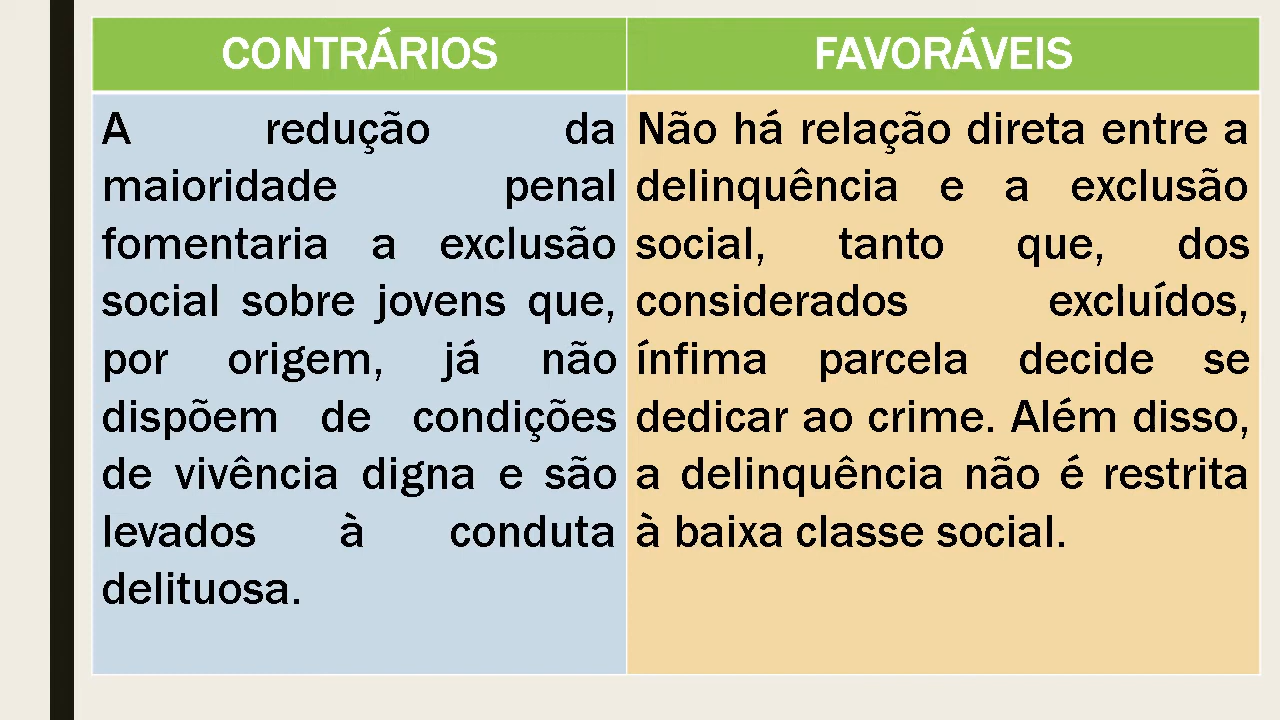 CONTRÁRIOS
FAVORÁVEIS
A redução da
maioridade penal
fomentaria a exclusão
social sobre jovens que,
por origem, já não
dispõem de condições
de vivência digna e são
levados à conduta
delituosa.
Não há relação direta entre a
delinquência e a exclusão
social, tanto que, dos
considerados excluídos,
ínfima parcela decide se
dedicar ao crime. Além disso,
a delinquência não é restrita
à baixa classe social.